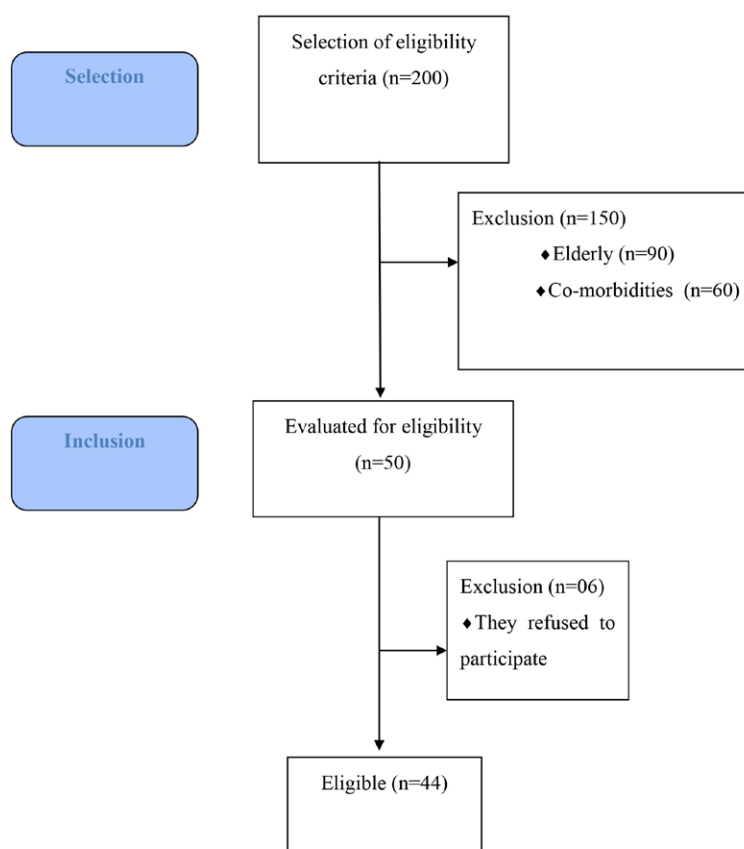 Selection
Selection of eligibility
criteria (n=200)
Exclusion (n=150)
♦Elderly (n=90)
♦Co-morbidities (n=60)
Inclusion
Evaluated for eligibility
(n=50)
Exclusion (n=06)
♦They refused to
participate
Eligible (n=44)